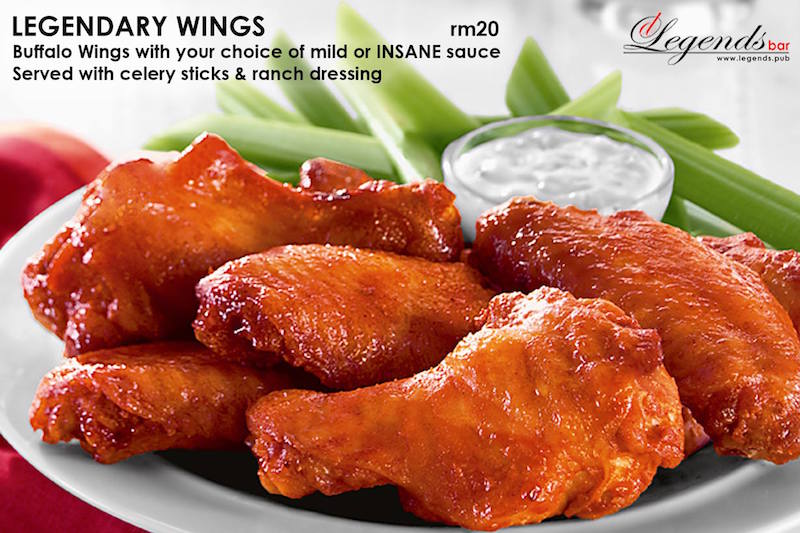 LEGENDARY WINGS rm20
Buffalo Wings with your choice of mild or INSANE sauce
Served with celery sticks & ranch dressing
Legends bar
www.legends.pub